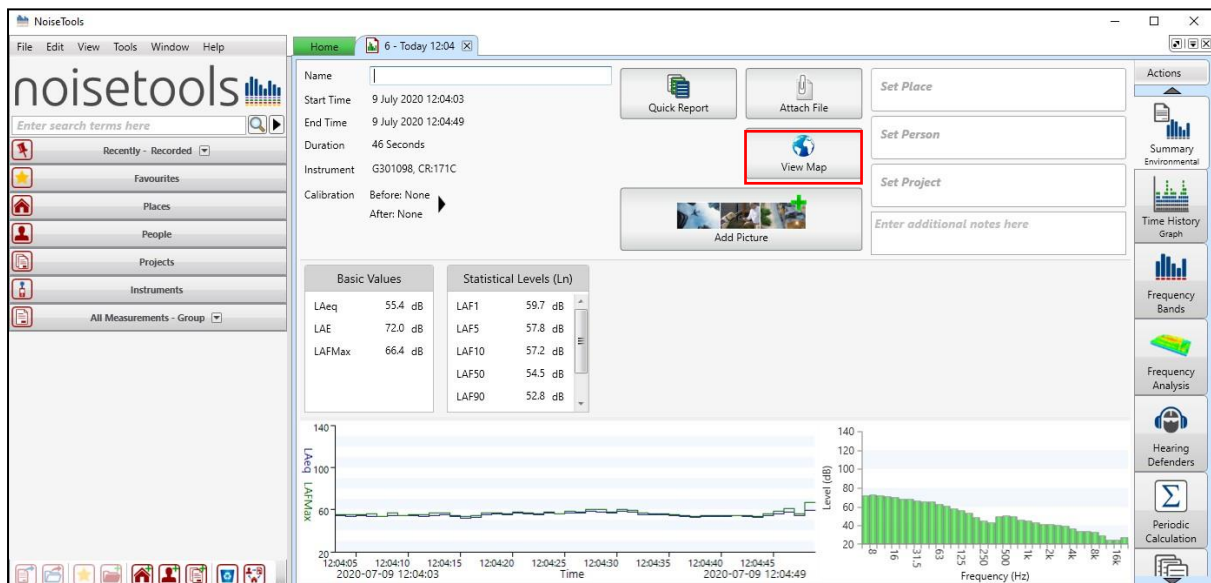 NoiseTools
File Edit View Tools Window Help
noisetools
Enter search terms here
Recently - Recorded
Favourites
Places
People
Projects
Instruments
All Measurements - Group
Home
6 - Today 12:04
Name
Start Time 9 July 2020 12:04:03
End Time 9 July 2020 12:04:49
Duration 46 Seconds
Instrument G301098, CR:171C
Calibration Before: None
After: None
Quick Report
Attach File
View Map
Add Picture
Set Place
Set Person
Set Project
Enter additional notes here
Basic Values
LAeq 55.4 dB
LAE 72.0 dB
LAFMax 66.4 dB
Statistical Levels (Ln)
LAF1 59.7 dB
LAF5 57.8 dB
LAF10 57.2 dB
LAF50 54.5 dB
LAF90 52.8 dB
LAeq LAFMax
140
100
60
20
12:04:05 12:04:10 12:04:15 12:04:20 12:04:25 12:04:30 12:04:35 12:04:40 12:04:45
2020-07-09 12:04:03 Time 2020-07-09 12:04:49
Level (dB)
140
120
100
80
60
40
20
8 16 31.5 63 125 250 500 1k 2k 4k 8k 16k
Frequency (Hz)
Actions
Summary
Environmental
Time History
Graph
Frequency
Bands
Frequency
Analysis
Hearing
Defenders
Σ
Periodic
Calculation